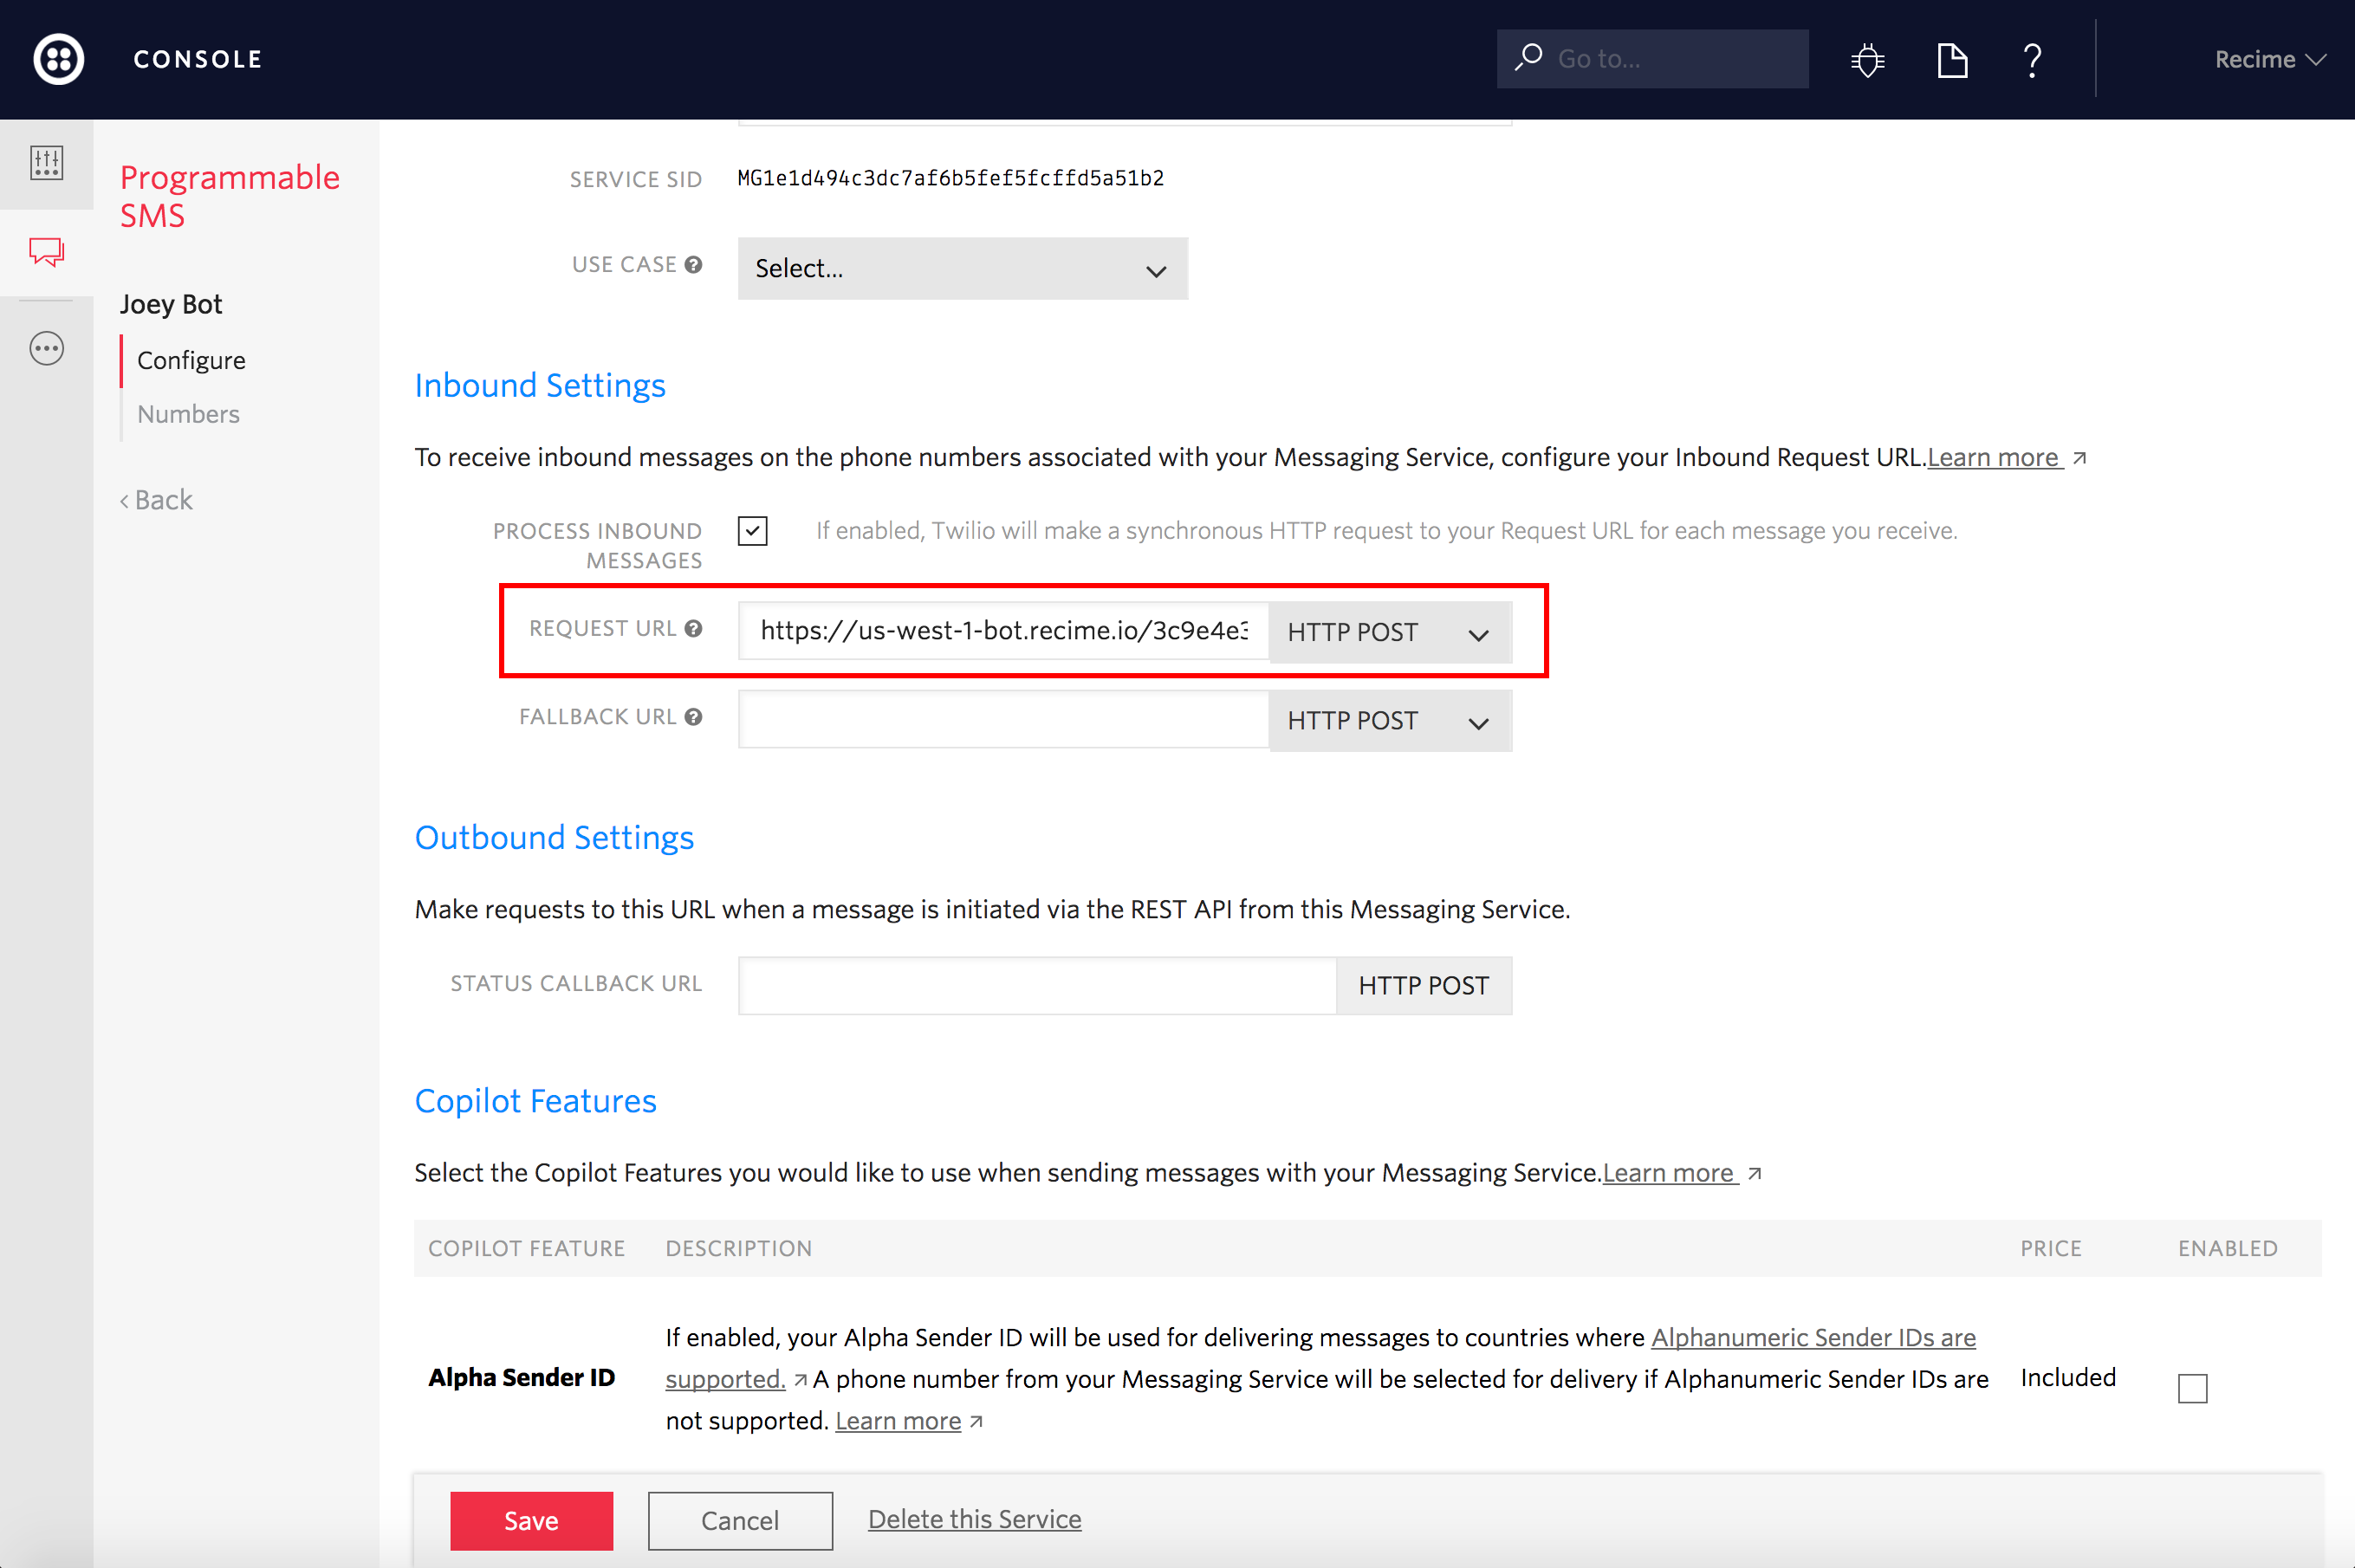 CONSOLE
Go to...
Recime
Programmable
SMS
Joey Bot
Configure
Numbers
Back
SERVICE SID
MG1e1d494c3dc7af6b5fef5fcffd5a51b2
USE CASE ?
Select...
Inbound Settings
To receive inbound messages on the phone numbers associated with your Messaging Service, configure your Inbound Request URL.Learn more
PROCESS INBOUND
MESSAGES
If enabled, Twilio will make a synchronous HTTP request to your Request URL for each message you receive.
REQUEST URL ?
https://us-west-1-bot.recime.io/3c9e4e3
HTTP POST
FALLBACK URL ?
HTTP POST
Outbound Settings
Make requests to this URL when a message is initiated via the REST API from this Messaging Service.
STATUS CALLBACK URL
HTTP POST
Copilot Features
Select the Copilot Features you would like to use when sending messages with your Messaging Service.Learn more
COPILOT FEATURE DESCRIPTION PRICE ENABLED
Alpha Sender ID
If enabled, your Alpha Sender ID will be used for delivering messages to countries where Alphanumeric Sender IDs are
supported. A phone number from your Messaging Service will be selected for delivery if Alphanumeric Sender IDs are
not supported. Learn more
Included
Save
Cancel
Delete this Service